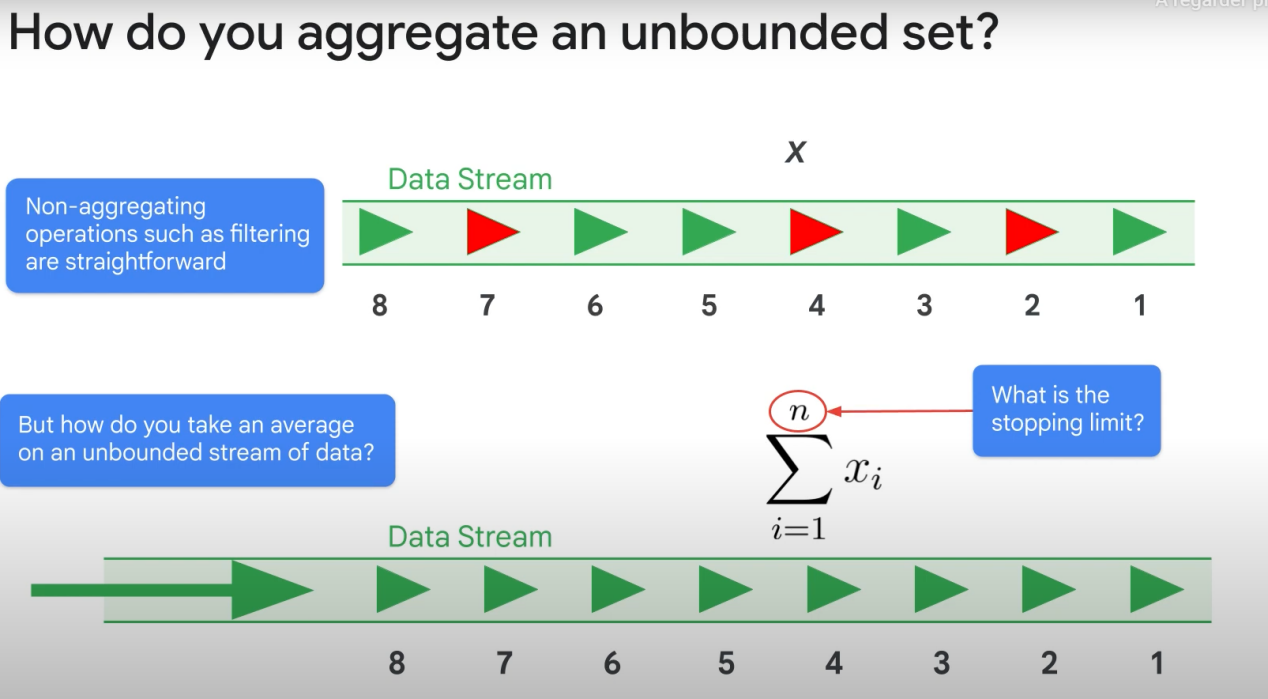 How do you aggregate an unbounded set?
X
Data Stream
Non-aggregating
operations such as filtering
are straightforward
8 7 6 5 4 3 2 1
What is the
stopping limit?
n
∑ xᵢ
i=1
But how do you take an average
on an unbounded stream of data?
Data Stream
8 7 6 5 4 3 2 1